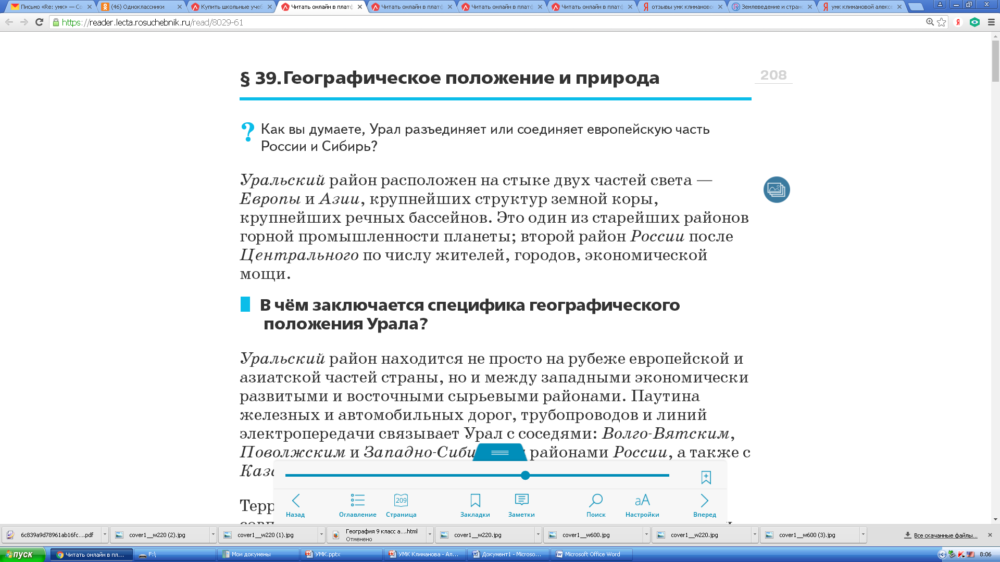 Письмо «Re: умк» — Со
(46) Одноклассники
Купить школьные учеб
Читать онлайн в платф
Читать онлайн в платф
Читать онлайн в платф
Читать онлайн в платф
отзывы умк климаново
Землеведение и стран
умк климановой алексе
https://reader.lecta.rosuchebnik.ru/read/8029-61
§ 39. Географическое положение и природа
208
? Как вы думаете, Урал разъединяет или соединяет европейскую часть
России и Сибирь?
Уральский район расположен на стыке двух частей света —
Европы и Азии, крупнейших структур земной коры,
крупнейших речных бассейнов. Это один из старейших районов
горной промышленности планеты; второй район России после
Центрального по числу жителей, городов, экономической
мощи.
В чём заключается специфика географического
положения Урала?
Уральский район находится не просто на рубеже европейской и
азиатской частей страны, но и между западными экономически
развитыми и восточными сырьевыми районами. Паутина
железных и автомобильных дорог, трубопроводов и линий
электропередачи связывает Урал с соседями: Волго-Вятским,
Поволжским и Западно-Сиби районами России, а также с
Каза
Терр
Назад
Оглавление
209
Страница
Закладки
Заметки
Поиск
аА
Настройки
Вперед
6c839a9d78961ab16fc....pdf
cover1__w220 (2).jpg
cover1__w220 (1).jpg
География 9 класс а....html
Отменено
cover1__w220.jpg
cover1__w600.jpg
cover1__w220.jpg
cover1__w600 (3).jpg
Все скачанные файлы...
пуск
Читать онлайн в пл...
F:\
Мои докумены
УМК.pptx
УМК Климанова - Ал...
Документ1 - Microso...
Microsoft Office Word
8:06